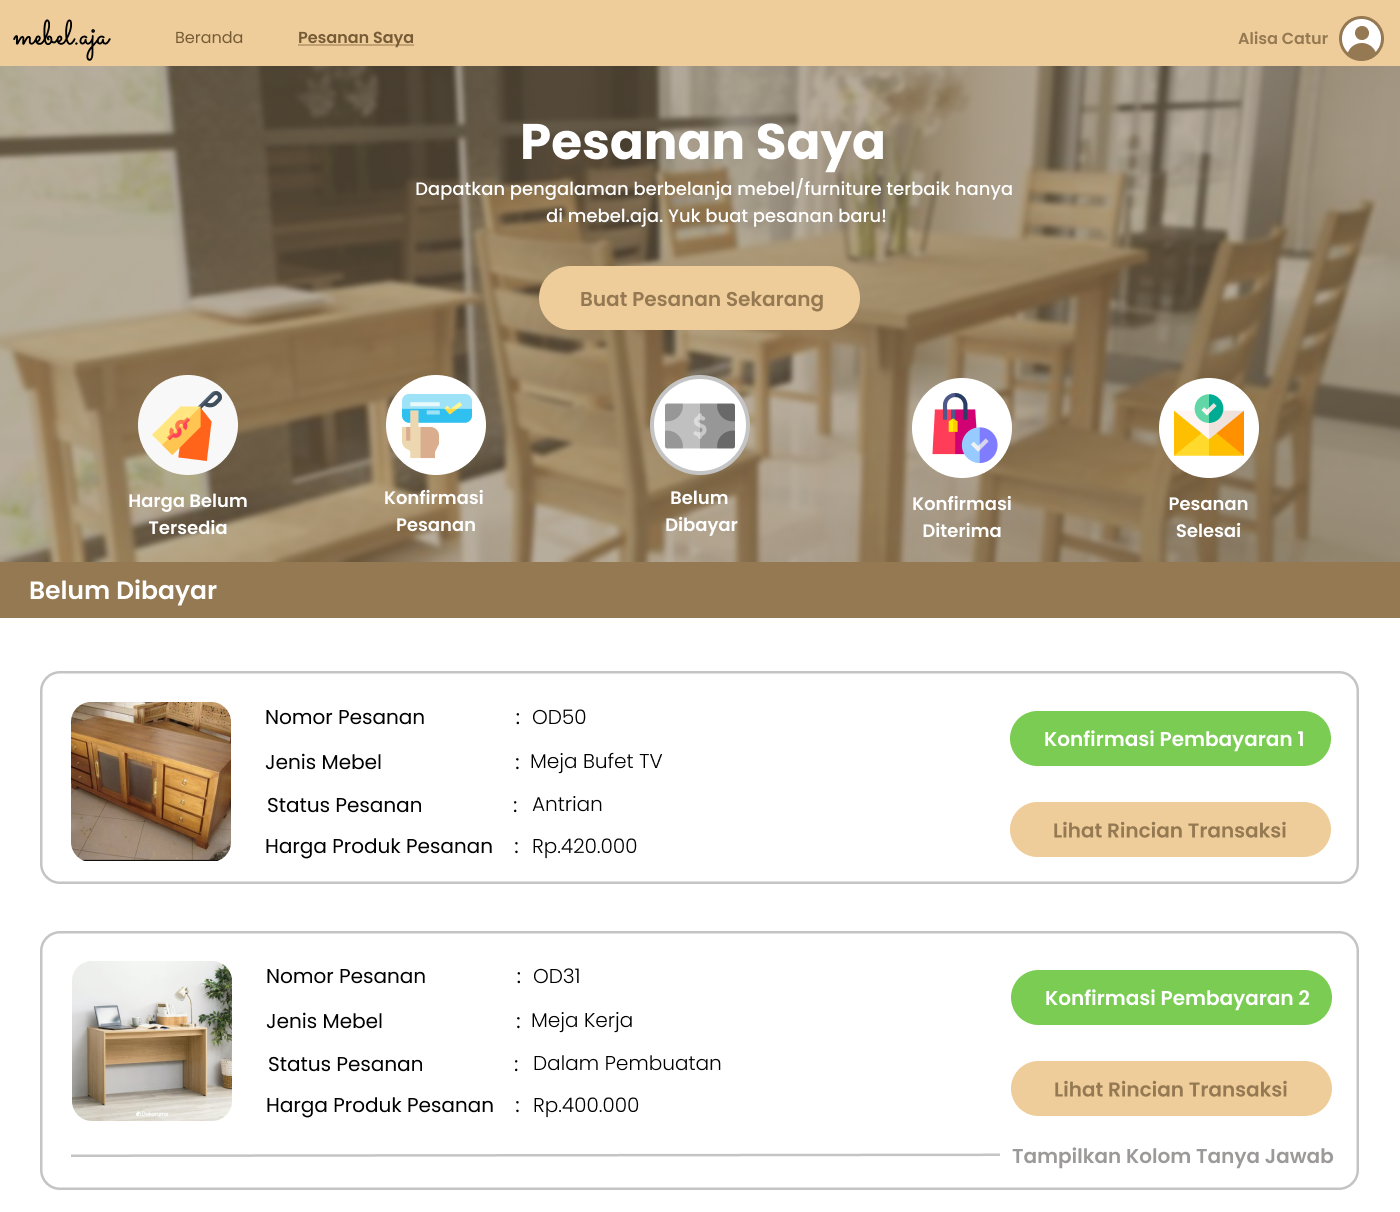 mebel.aja
Beranda
Pesanan Saya
Alisa Catur
Pesanan Saya
Dapatkan pengalaman berbelanja mebel/furniture terbaik hanya
di mebel.aja. Yuk buat pesanan baru!
Buat Pesanan Sekarang
Harga Belum
Tersedia
Konfirmasi
Pesanan
Belum
Dibayar
Konfirmasi
Diterima
Pesanan
Selesai
Belum Dibayar
Nomor Pesanan : OD50
Jenis Mebel : Meja Bufet TV
Status Pesanan : Antrian
Harga Produk Pesanan : Rp.420.000
Konfirmasi Pembayaran 1
Lihat Rincian Transaksi
Nomor Pesanan : OD31
Jenis Mebel : Meja Kerja
Status Pesanan : Dalam Pembuatan
Harga Produk Pesanan : Rp.400.000
Konfirmasi Pembayaran 2
Lihat Rincian Transaksi
Tampilkan Kolom Tanya Jawab